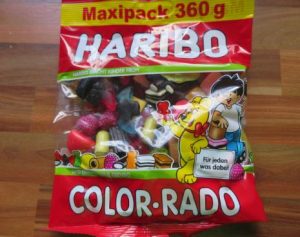 Maxipack 360 g
HARIBO
HARIBO MACHT KINDER FROH
Für jeden
was dabei!
COLOR-RADO